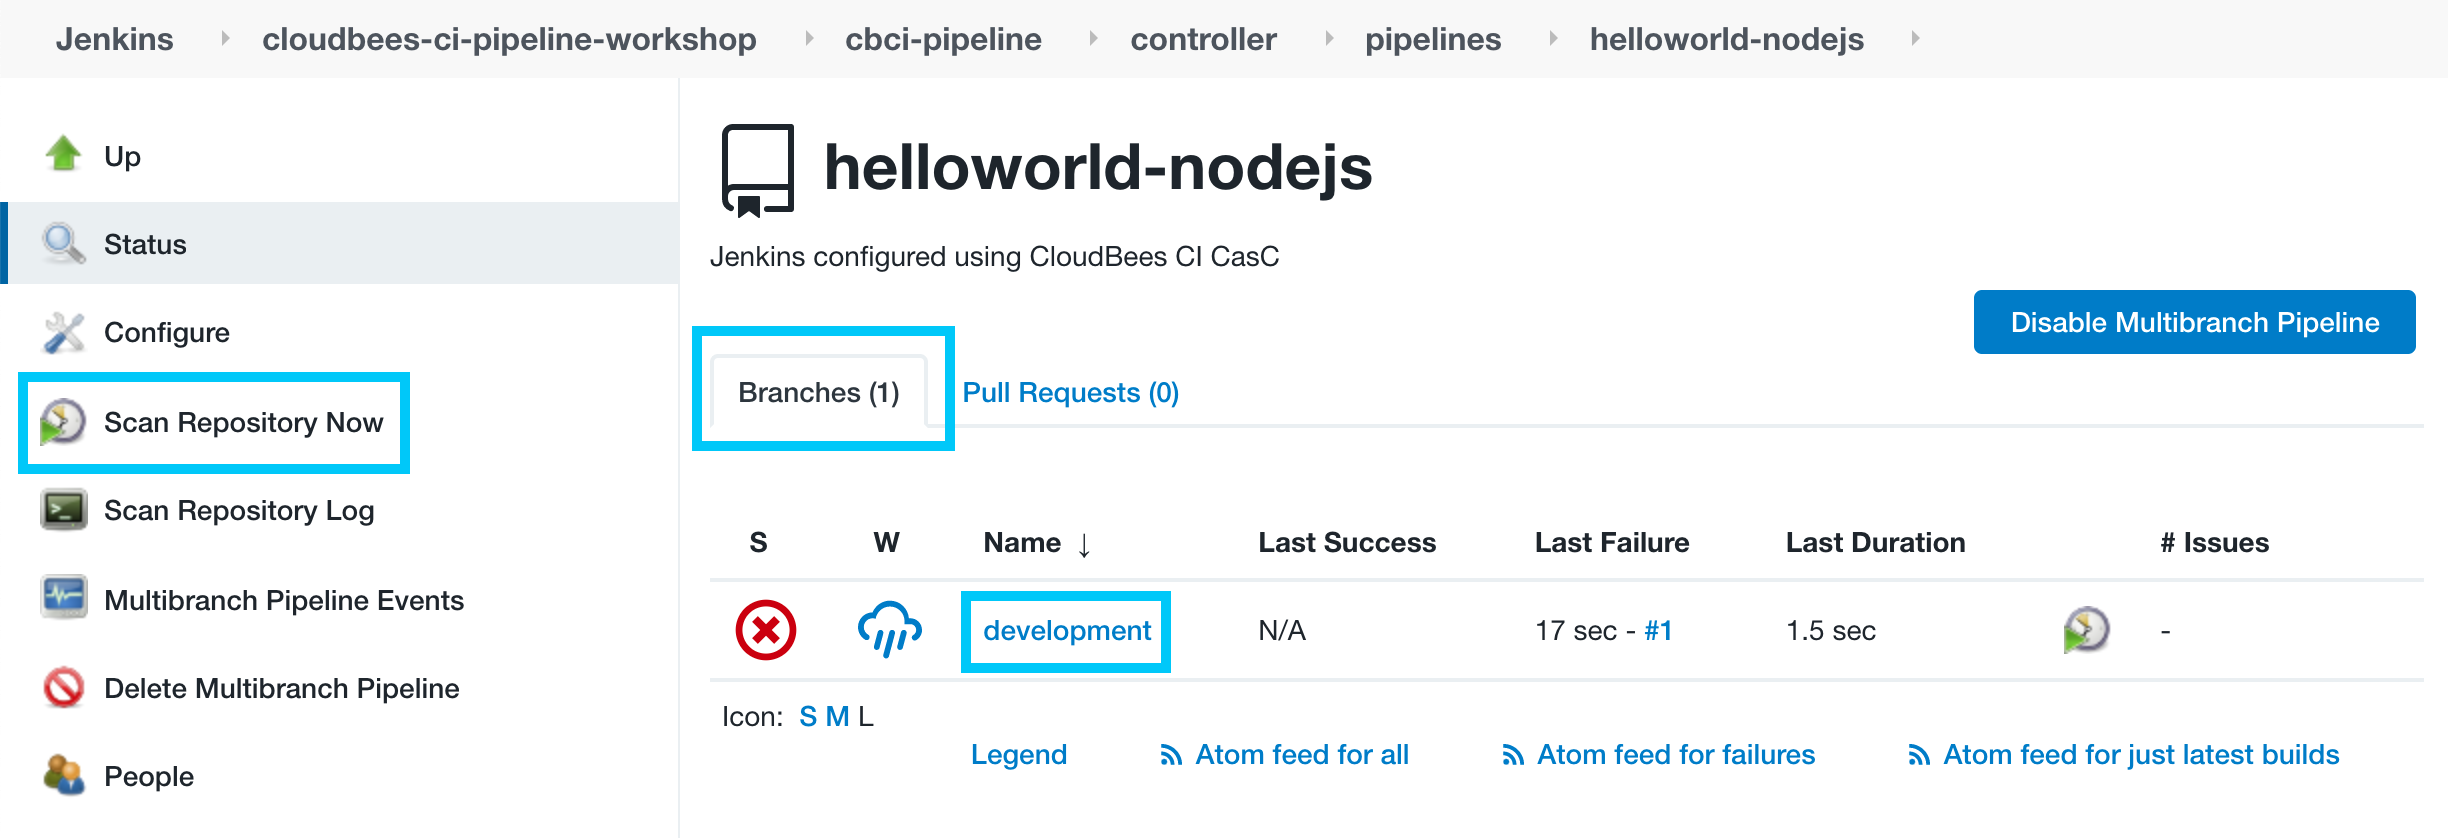 Jenkins cloudbees-ci-pipeline-workshop cbci-pipeline controller pipelines helloworld-nodejs
Up
Status
Configure
Scan Repository Now
Scan Repository Log
Multibranch Pipeline Events
Delete Multibranch Pipeline
People
helloworld-nodejs
Jenkins configured using CloudBees CI CasC
Disable Multibranch Pipeline
Branches (1) Pull Requests (0)
S W Name ↓ Last Success Last Failure Last Duration # Issues
development N/A 17 sec - #1 1.5 sec -
Icon: S M L
Legend Atom feed for all Atom feed for failures Atom feed for just latest builds